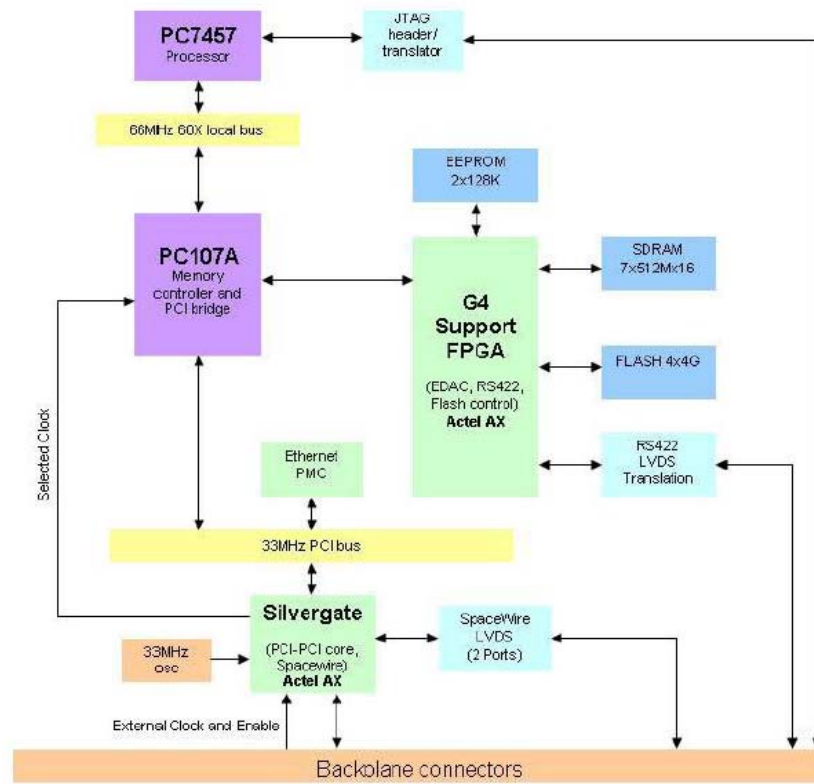 PC7457
Processor
JTAG
header/
translator
66MHz 60X local bus
EEPROM
2x128K
PC107A
Memory
controler and
PCI bridge
SDRAM
7x512Mx16
G4
Support
FPGA
(EDAC, RS422,
Flash control)
Actel AX
FLASH 4x4G
RS422
LVDS
Translation
Selected Clock
Ethernet
PMC
33MHz PCI bus
Silvergate
(PCI-PCI core,
Spacewire)
Actel AX
SpaceWire
LVDS
(2 Ports)
33MHz
osc
External Clock and Enable
Backplane connectors